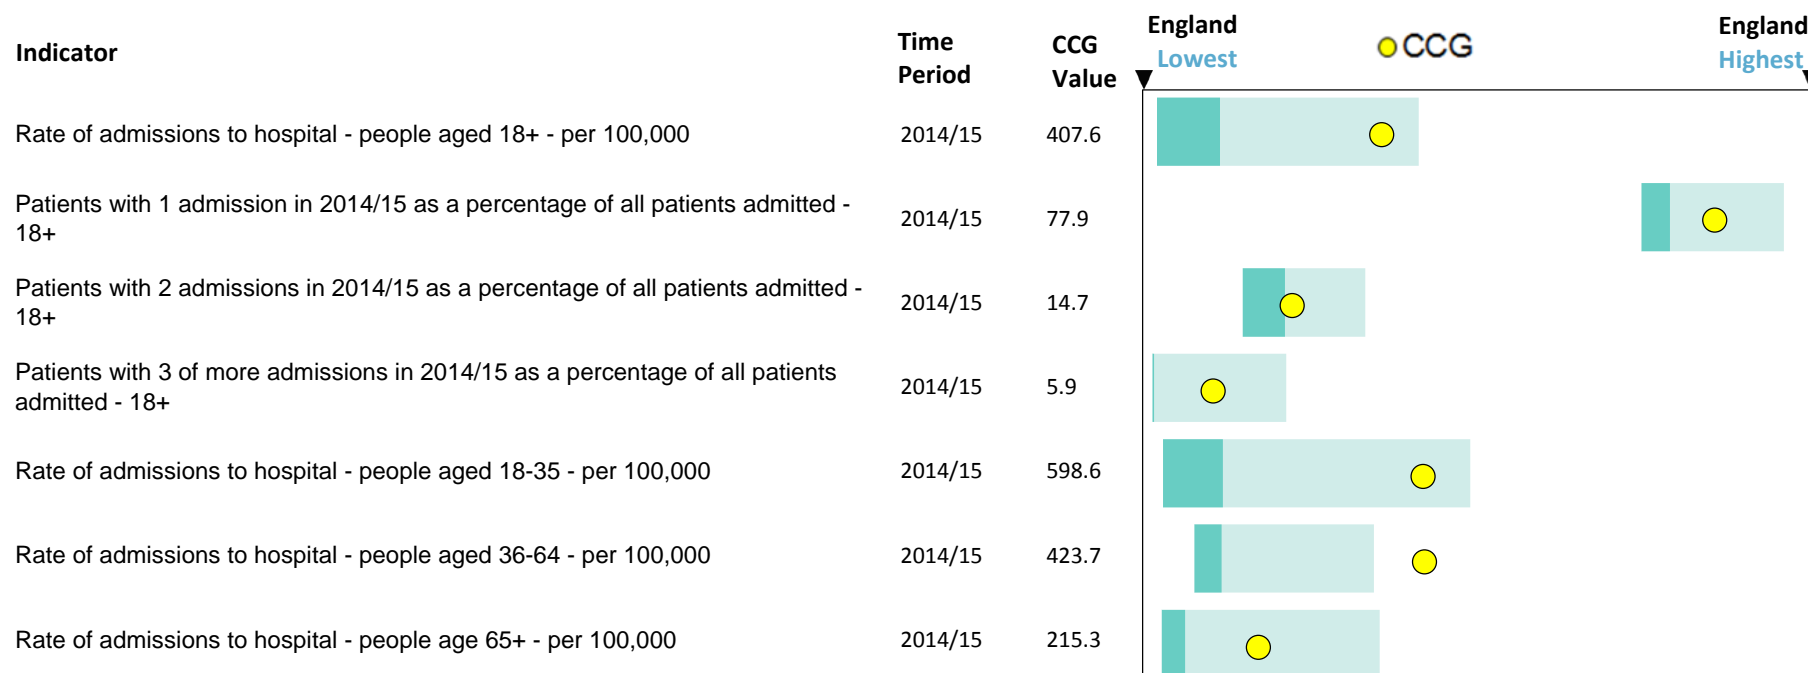 Indicator
Time Period
CCG Value
England Lowest
CCG
England Highest
Rate of admissions to hospital - people aged 18+ - per 100,000 2014/15 407.6
Patients with 1 admission in 2014/15 as a percentage of all patients admitted -
18+
2014/15 77.9
Patients with 2 admissions in 2014/15 as a percentage of all patients admitted -
18+
2014/15 14.7
Patients with 3 of more admissions in 2014/15 as a percentage of all patients
admitted - 18+
2014/15 5.9
Rate of admissions to hospital - people aged 18-35 - per 100,000 2014/15 598.6
Rate of admissions to hospital - people aged 36-64 - per 100,000 2014/15 423.7
Rate of admissions to hospital - people age 65+ - per 100,000 2014/15 215.3